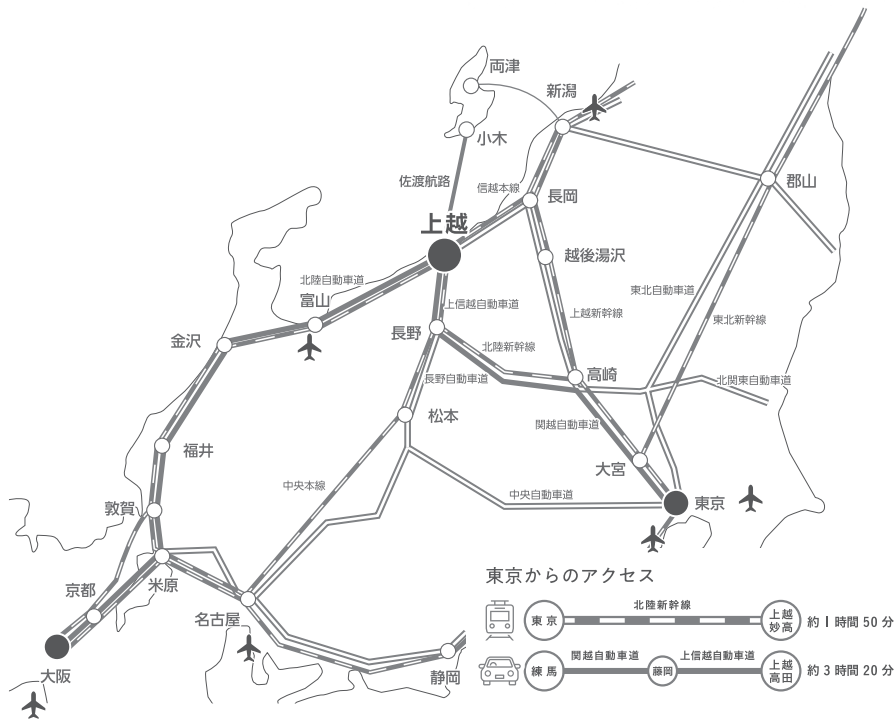 両津
新潟
小木
佐渡航路
信越本線
長岡
郡山
上越
越後湯沢
北陸自動車道
富山
上信越自動車道
上越新幹線
東北自動車道
東北新幹線
金沢
長野
北陸新幹線
高崎
長野自動車道
北関東自動車道
松本
関越自動車道
福井
大宮
中央本線
中央自動車道
敦賀
東京
京都
米原
名古屋
大阪
静岡
東京からのアクセス
北陸新幹線
東京
上越
妙高
約1時間50分
関越自動車道
上信越自動車道
練馬
藤岡
上越
高田
約3時間20分